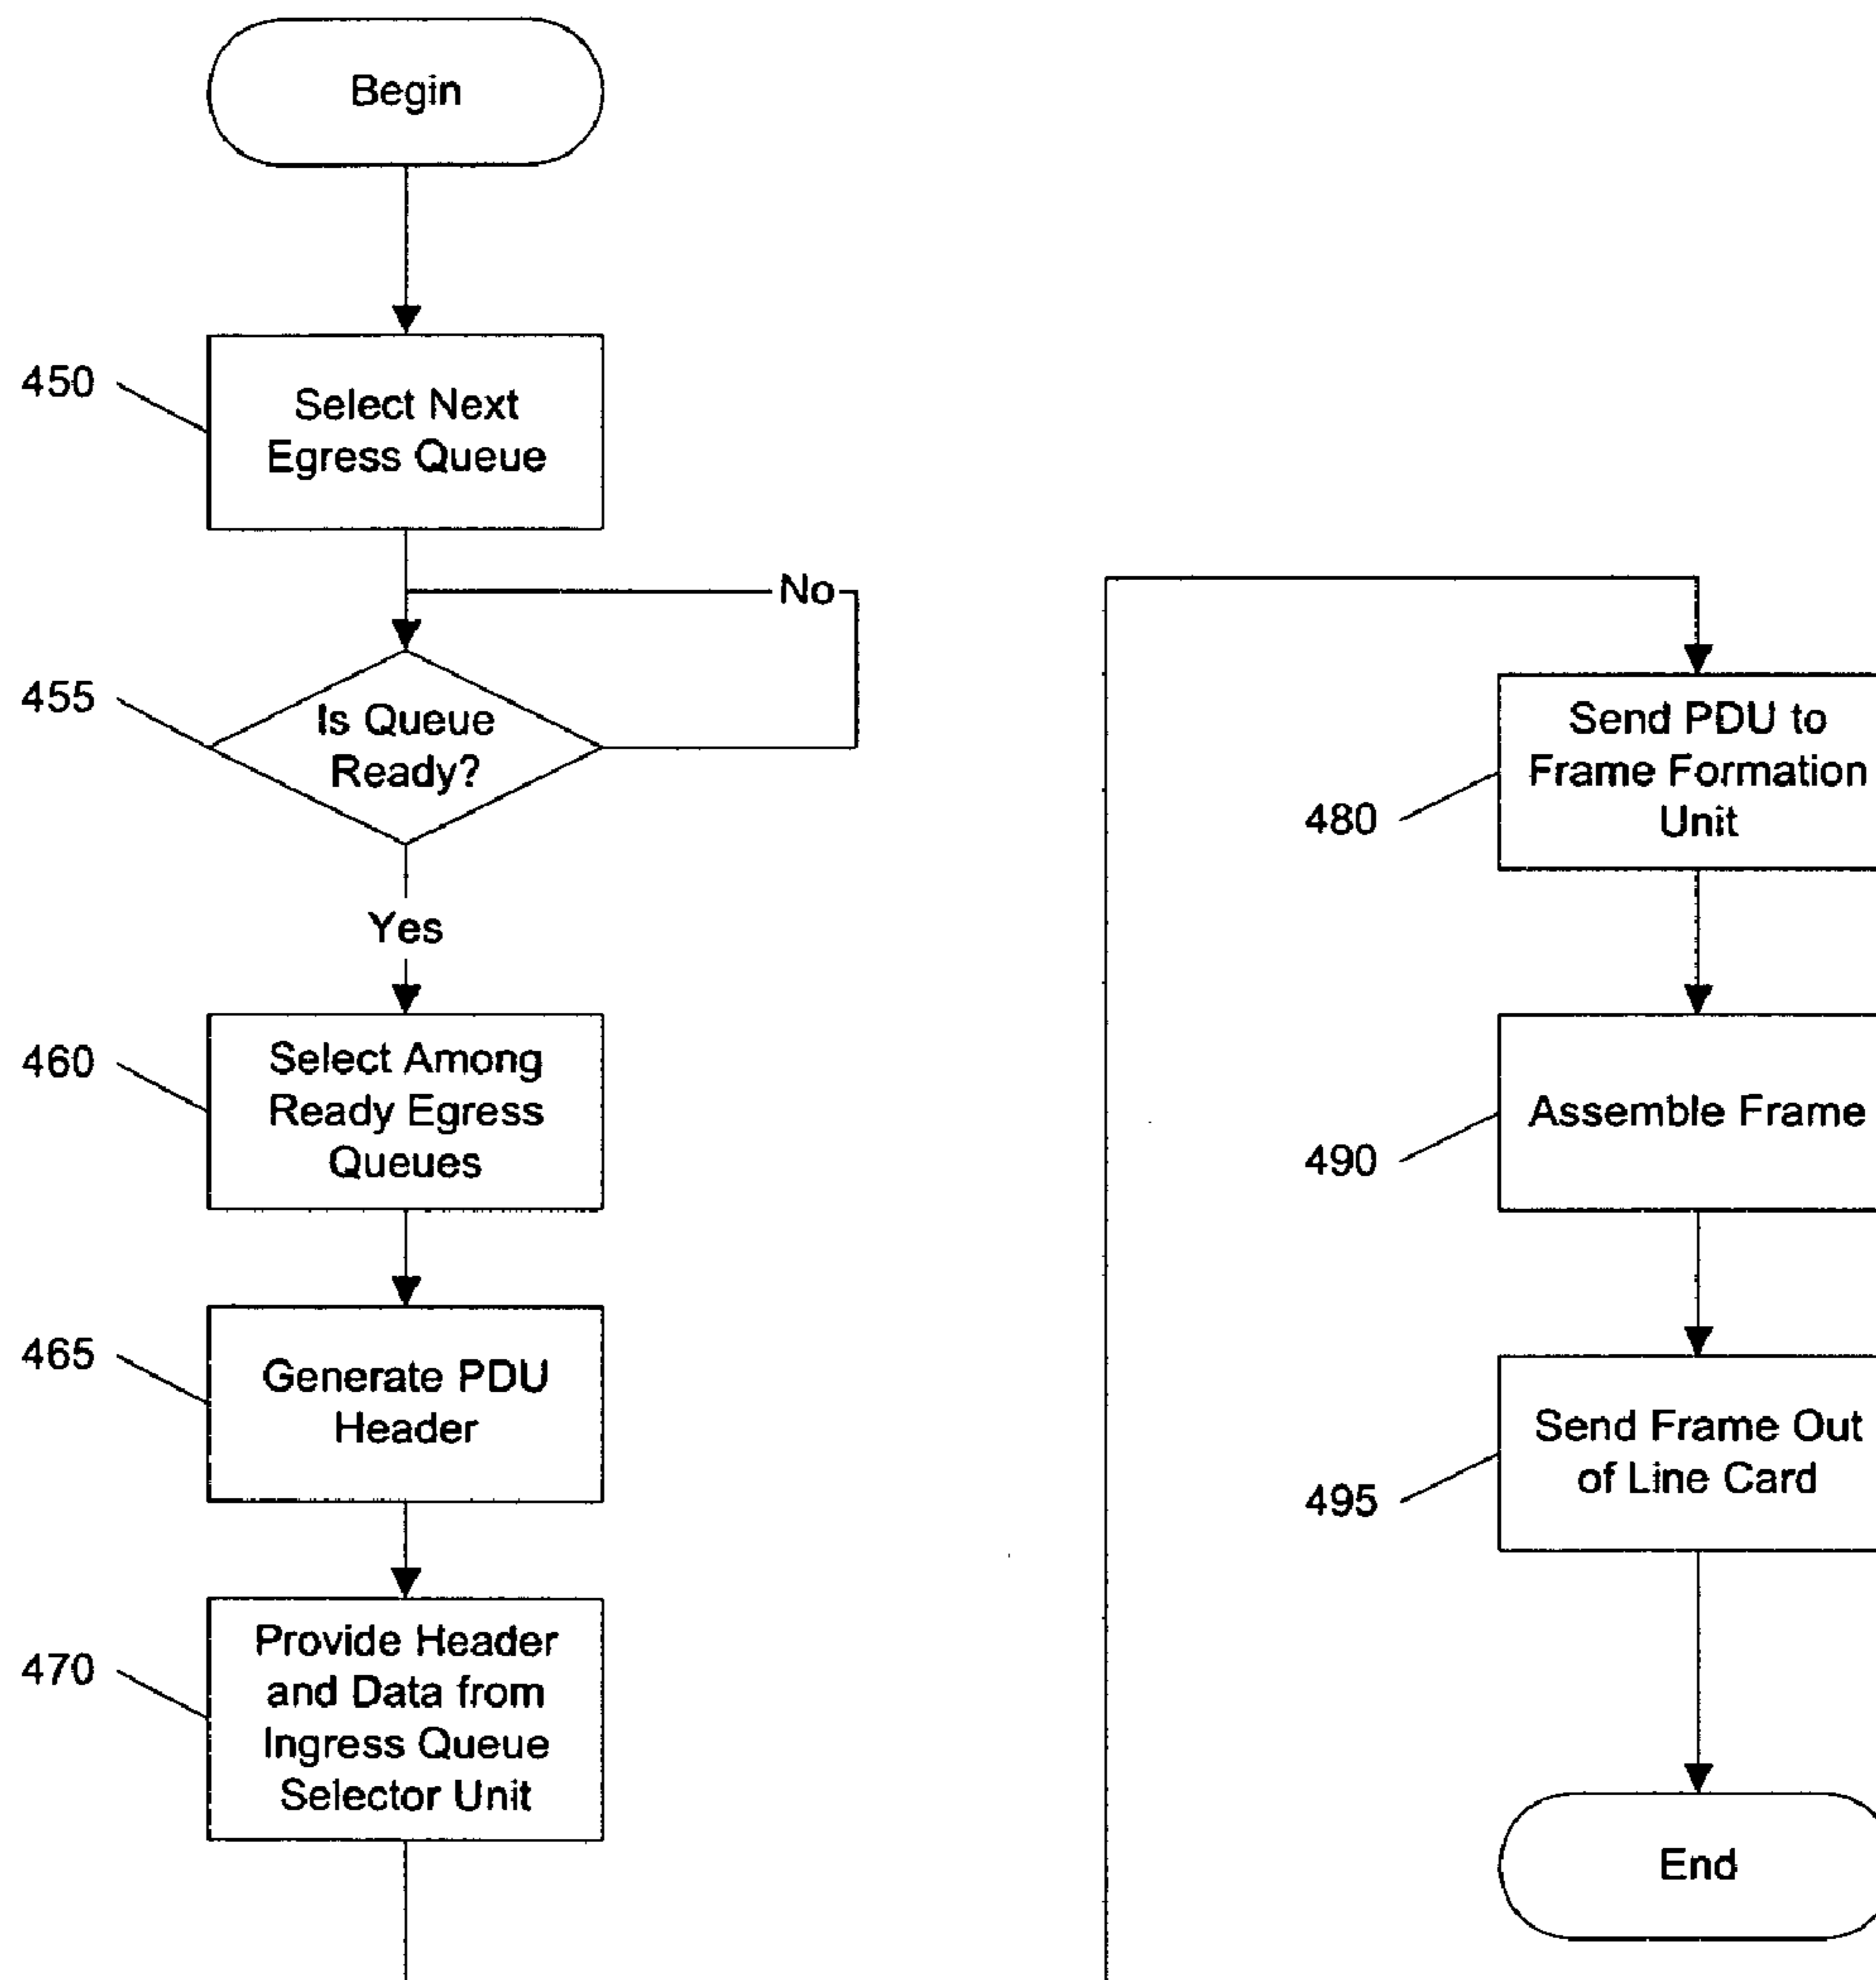 Begin
450
Select Next
Egress Queue
No
455
Is Queue
Ready?
Yes
460
Select Among
Ready Egress
Queues
465
Generate PDU
Header
470
Provide Header
and Data from
Ingress Queue
Selector Unit
480
Send PDU to
Frame Formation
Unit
490
Assemble Frame
495
Send Frame Out
of Line Card
End